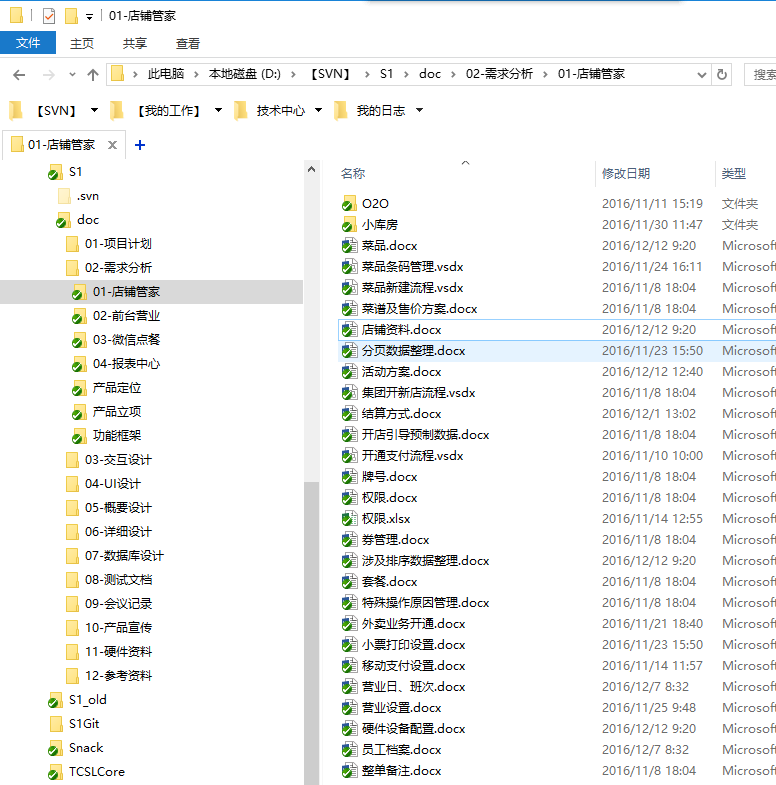 01-店铺管家
文件 主页 共享 查看
此电脑 本地磁盘 (D:) 【SVN】 S1 doc 02-需求分析 01-店铺管家 搜索
【SVN】 【我的工作】 技术中心 我的日志
01-店铺管家
S1
.svn
doc
01-项目计划
02-需求分析
01-店铺管家
02-前台营业
03-微信点餐
04-报表中心
产品定位
产品立项
功能框架
03-交互设计
04-UI设计
05-概要设计
06-详细设计
07-数据库设计
08-测试文档
09-会议记录
10-产品宣传
11-硬件资料
12-参考资料
S1_old
S1Git
Snack
TCSLCore
名称 修改日期 类型
O2O 2016/11/11 15:19 文件夹
小库房 2016/11/30 11:47 文件夹
菜品.docx 2016/12/12 9:20 Microsoft
菜品条码管理.vsdx 2016/11/24 16:11 Microsoft
菜品新建流程.vsdx 2016/11/8 18:04 Microsoft
菜谱及售价方案.docx 2016/11/8 18:04 Microsoft
店铺资料.docx 2016/12/12 9:20 Microsoft
分页数据整理.docx 2016/11/23 15:50 Microsoft
活动方案.docx 2016/12/12 12:40 Microsoft
集团开新店流程.vsdx 2016/11/8 18:04 Microsoft
结算方式.docx 2016/12/1 13:02 Microsoft
开店引导预制数据.docx 2016/11/8 18:04 Microsoft
开通支付流程.vsdx 2016/11/10 10:00 Microsoft
牌号.docx 2016/11/8 18:04 Microsoft
权限.docx 2016/11/8 18:04 Microsoft
权限.xlsx 2016/11/14 12:55 Microsoft
券管理.docx 2016/11/8 18:04 Microsoft
涉及排序数据整理.docx 2016/12/12 9:20 Microsoft
套餐.docx 2016/11/8 18:04 Microsoft
特殊操作原因管理.docx 2016/11/8 18:04 Microsoft
外卖业务开通.docx 2016/11/21 18:40 Microsoft
小票打印设置.docx 2016/11/23 15:50 Microsoft
移动支付设置.docx 2016/11/14 11:57 Microsoft
营业日、班次.docx 2016/12/7 8:32 Microsoft
营业设置.docx 2016/11/25 9:48 Microsoft
硬件设备配置.docx 2016/12/12 9:20 Microsoft
员工档案.docx 2016/12/7 8:32 Microsoft
整单备注.docx 2016/11/8 18:04 Microsoft